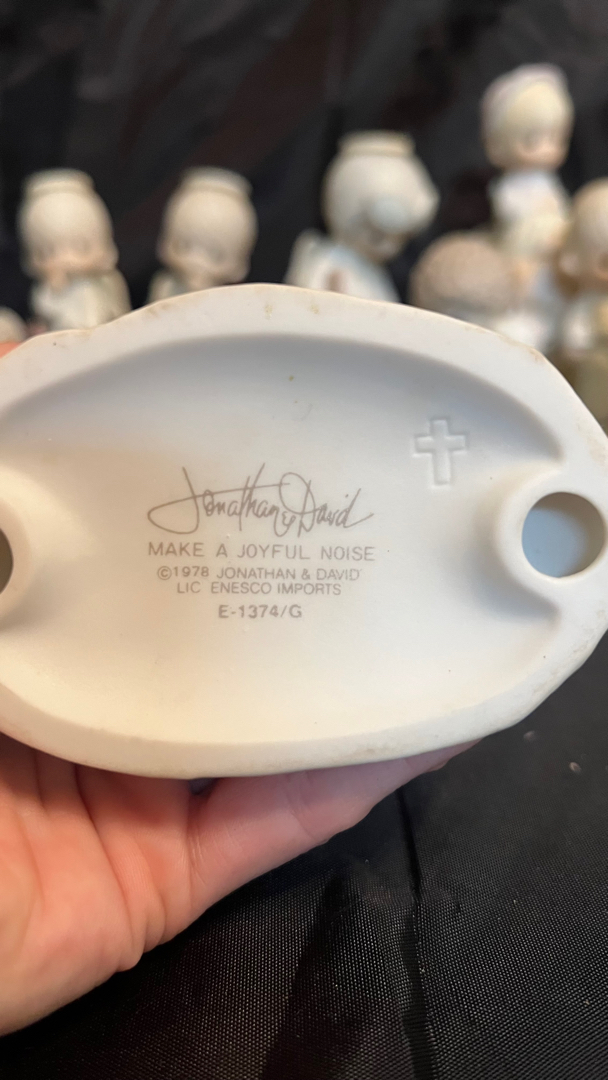 Jonathan & David
MAKE A JOYFUL NOISE
©1978 JONATHAN & DAVID
LIC ENESCO IMPORTS
E-1374/G